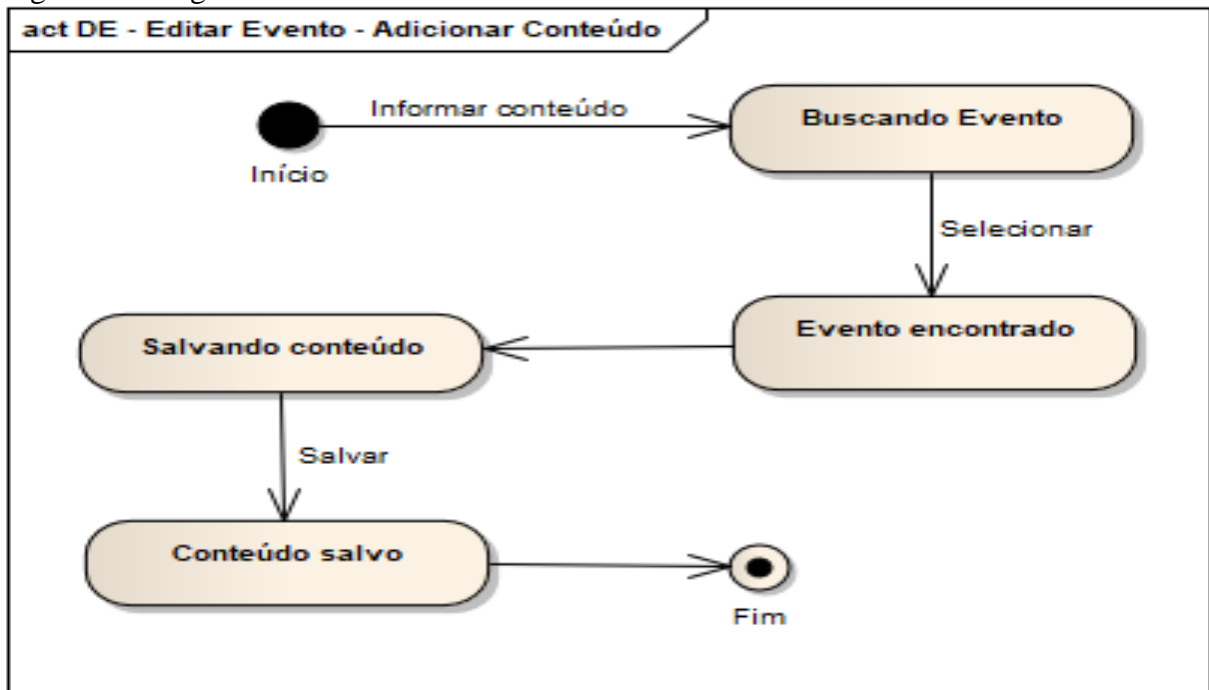 act DE - Editar Evento - Adicionar Conteúdo
Informar conteúdo
Buscando Evento
Início
Selecionar
Evento encontrado
Salvando conteúdo
Salvar
Conteúdo salvo
Fim